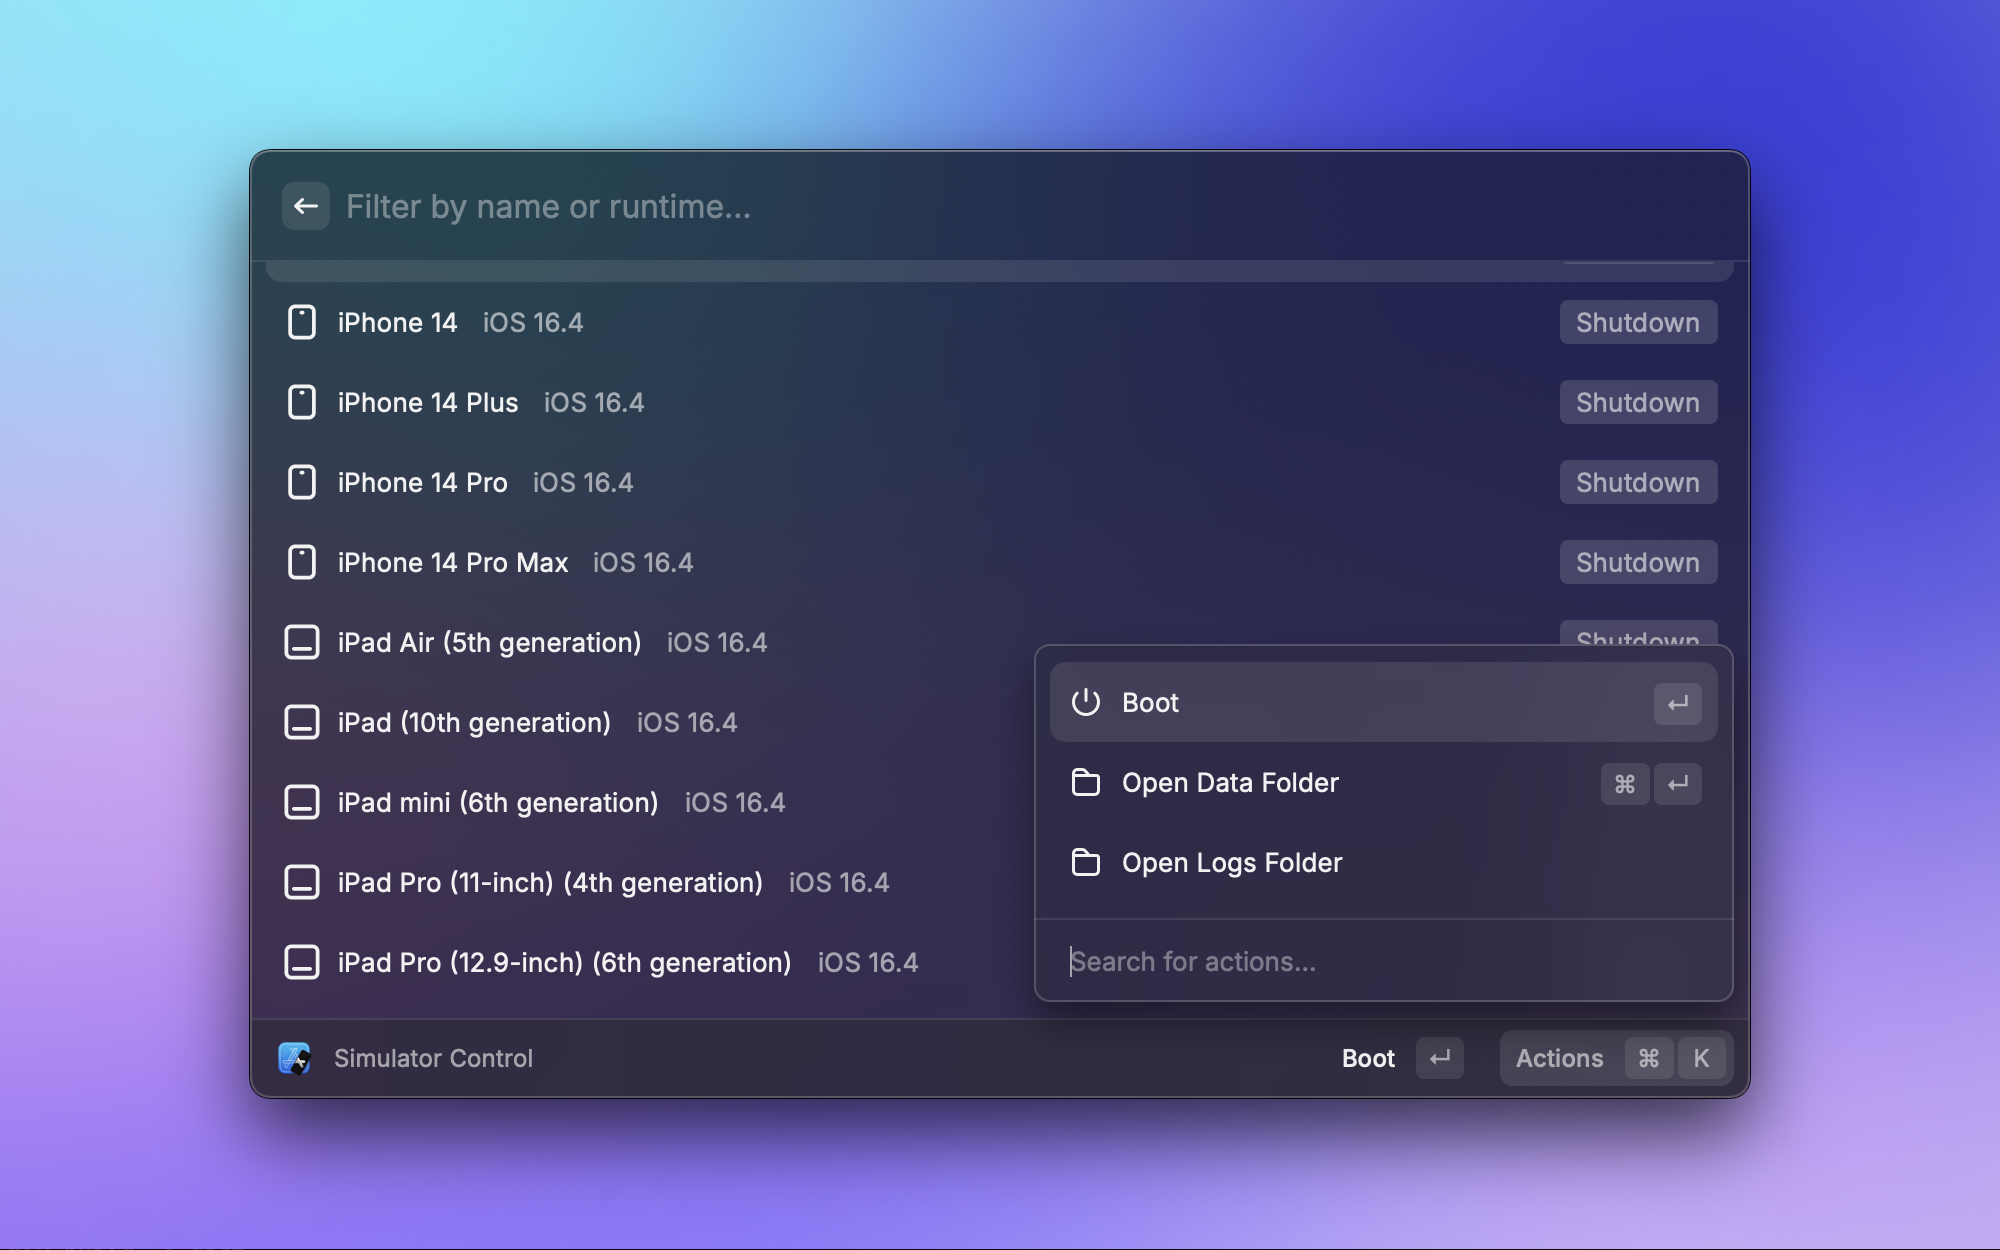 Filter by name or runtime...
iPhone 14 iOS 16.4 Shutdown
iPhone 14 Plus iOS 16.4 Shutdown
iPhone 14 Pro iOS 16.4 Shutdown
iPhone 14 Pro Max iOS 16.4 Shutdown
iPad Air (5th generation) iOS 16.4 Shutdown
iPad (10th generation) iOS 16.4
iPad mini (6th generation) iOS 16.4
iPad Pro (11-inch) (4th generation) iOS 16.4
iPad Pro (12.9-inch) (6th generation) iOS 16.4
Boot ↵
Open Data Folder ⌘ ↵
Open Logs Folder
Search for actions...
Simulator Control Boot ↵ Actions ⌘ K